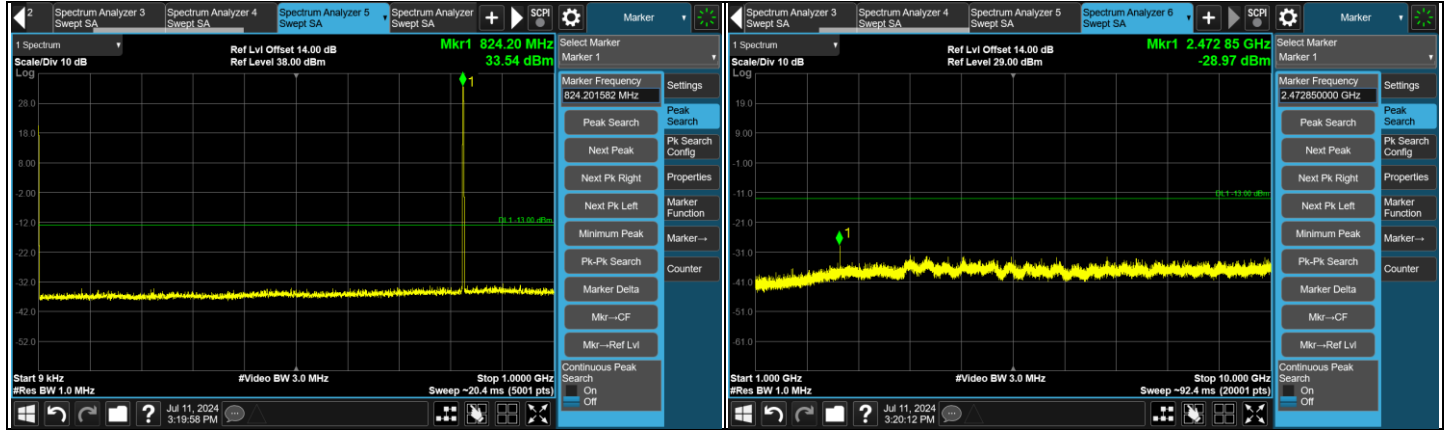 2
Spectrum Analyzer 3
Swept SA
Spectrum Analyzer 4
Swept SA
Spectrum Analyzer 5
Swept SA
Spectrum Analyzer
Swept SA
+
SCPI
Marker
1 Spectrum
Scale/Div 10 dB
Log
Ref Lvl Offset 14.00 dB
Ref Level 38.00 dBm
Mkr1 824.20 MHz
33.54 dBm
1
28.0
18.0
8.00
-2.00
-12.0
-22.0
-32.0
-42.0
-52.0
DL1 -13.00 dBm
Start 9 kHz
#Res BW 1.0 MHz
#Video BW 3.0 MHz
Stop 1.0000 GHz
Sweep ~20.4 ms (5001 pts)
Select Marker
Marker 1
Marker Frequency
824.201582 MHz
Peak Search
Next Peak
Next Pk Right
Next Pk Left
Minimum Peak
Pk-Pk Search
Marker Delta
Mkr→CF
Mkr→Ref Lvl
Continuous Peak
Search
On
Off
Settings
Peak
Search
Pk Search
Config
Properties
Marker
Function
Marker→
Counter
?
Jul 11, 2024
3:19:58 PM
Spectrum Analyzer 3
Swept SA
Spectrum Analyzer 4
Swept SA
Spectrum Analyzer 5
Swept SA
Spectrum Analyzer 6
Swept SA
+
SCPI
Marker
1 Spectrum
Scale/Div 10 dB
Log
Ref Lvl Offset 14.00 dB
Ref Level 29.00 dBm
Mkr1 2.472 85 GHz
-28.97 dBm
1
19.0
9.00
-1.00
-11.0
-21.0
-31.0
-41.0
-51.0
-61.0
DL1 -13.00 dBm
Start 1.000 GHz
#Res BW 1.0 MHz
#Video BW 3.0 MHz
Stop 10.000 GHz
Sweep ~92.4 ms (20001 pts)
Select Marker
Marker 1
Marker Frequency
2.472850000 GHz
Peak Search
Next Peak
Next Pk Right
Next Pk Left
Minimum Peak
Pk-Pk Search
Marker Delta
Mkr→CF
Mkr→Ref Lvl
Continuous Peak
Search
On
Off
Settings
Peak
Search
Pk Search
Config
Properties
Marker
Function
Marker→
Counter
?
Jul 11, 2024
3:20:12 PM